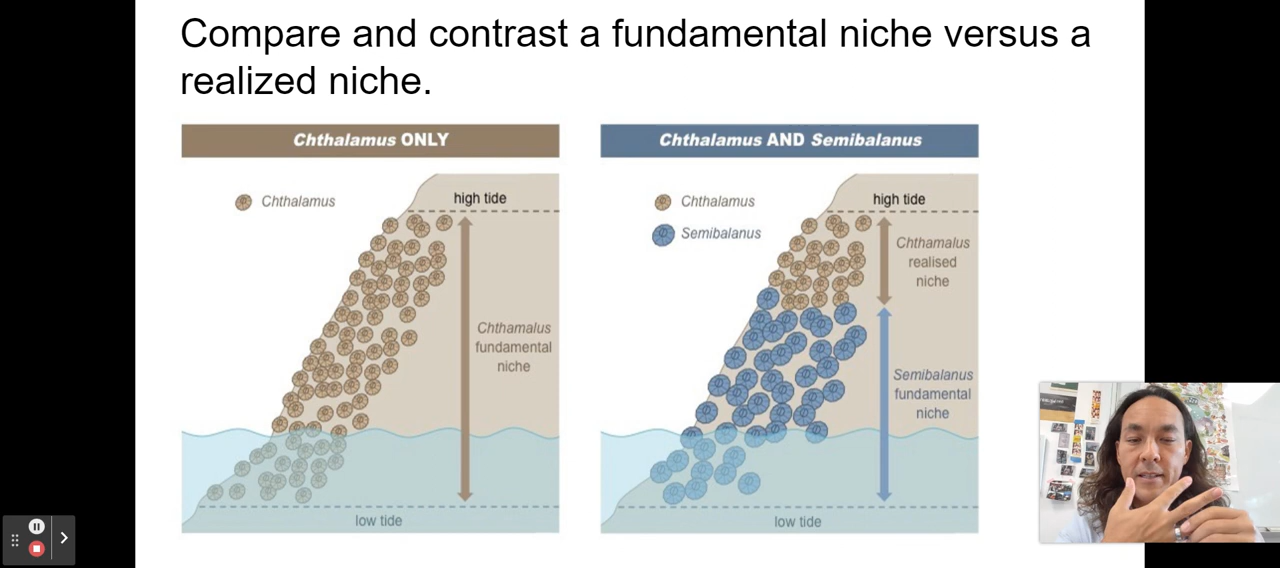 Compare and contrast a fundamental niche versus a
realized niche.
Chthalamus ONLY
Chthalamus
high tide
Chthamalus
fundamental
niche
low tide
Chthalamus AND Semibalanus
Chthalamus
Semibalanus
high tide
Chthamalus
realised
niche
Semibalanus
fundamental
niche
low tide